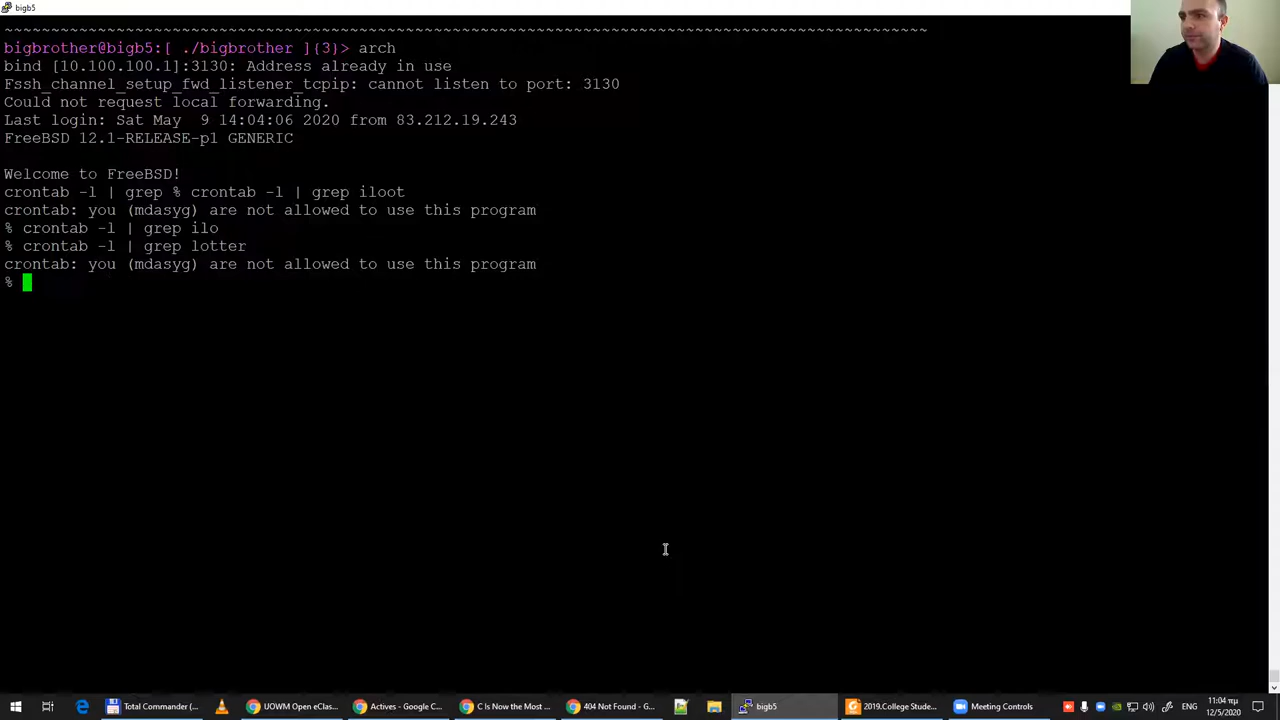 bigb5
~~~~~~~~~~~~~~~~~~~~~~~~~~~~~~~~~~~~~~~~~~~~~~~~~~~~~~~~~~~~~~~~~~~~~~~~~~~~~~~~~~~~~~~~~~~~~~~~~~~
bigbrother@bigb5:[ ./bigbrother ]{3}> arch
bind [10.100.100.1]:3130: Address already in use
Fssh_channel_setup_fwd_listener_tcpip: cannot listen to port: 3130
Could not request local forwarding.
Last login: Sat May  9 14:04:06 2020 from 83.212.19.243
FreeBSD 12.1-RELEASE-p1 GENERIC
Welcome to FreeBSD!
crontab -l | grep % crontab -l | grep iloot
crontab: you (mdasyg) are not allowed to use this program
% crontab -l | grep ilo
% crontab -l | grep lotter
crontab: you (mdasyg) are not allowed to use this program
%
Total Commander (... UOWM Open eClas... Actives - Google C... C Is Now the Most ... 404 Not Found - G... bigb5 2019.College Stude... Meeting Controls ENG 11:04 πμ
12/5/2020